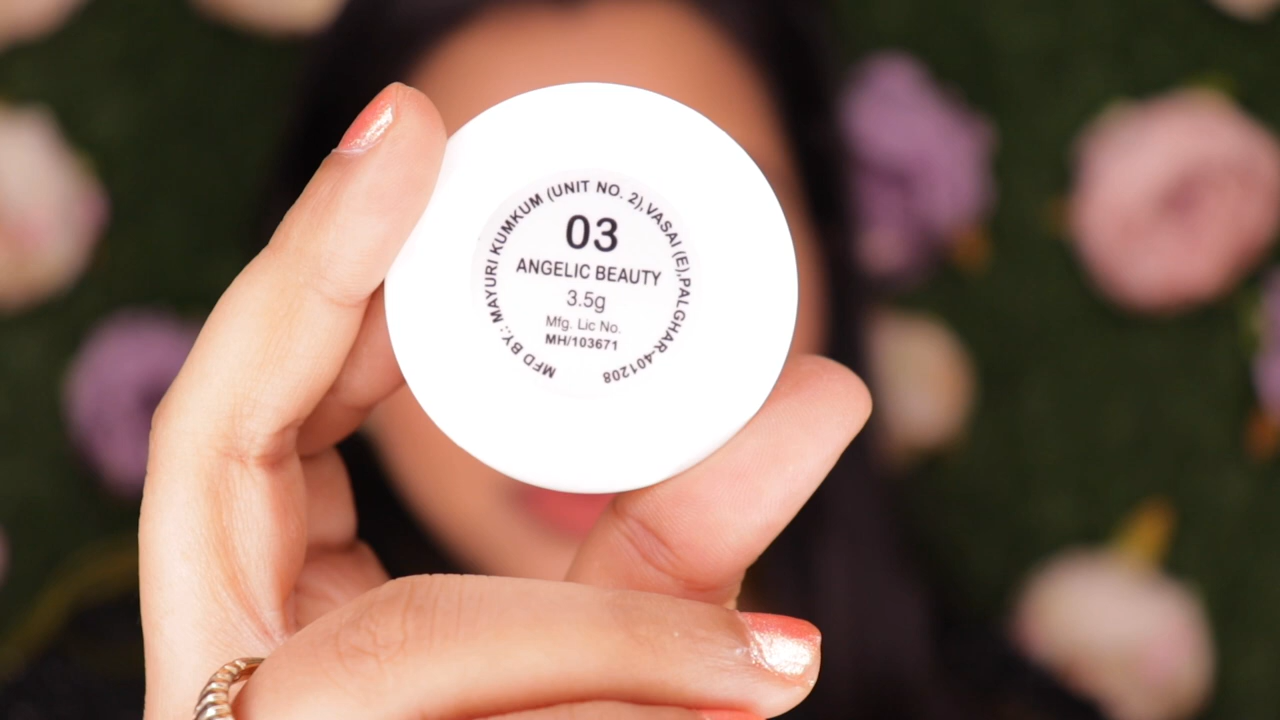 03
ANGELIC BEAUTY
3.5g
Mfg. Lic No.
MH/103671
MFD BY.: MAYURI KUMKUM (UNIT NO. 2),VASAI (E),PALGHAR-401208